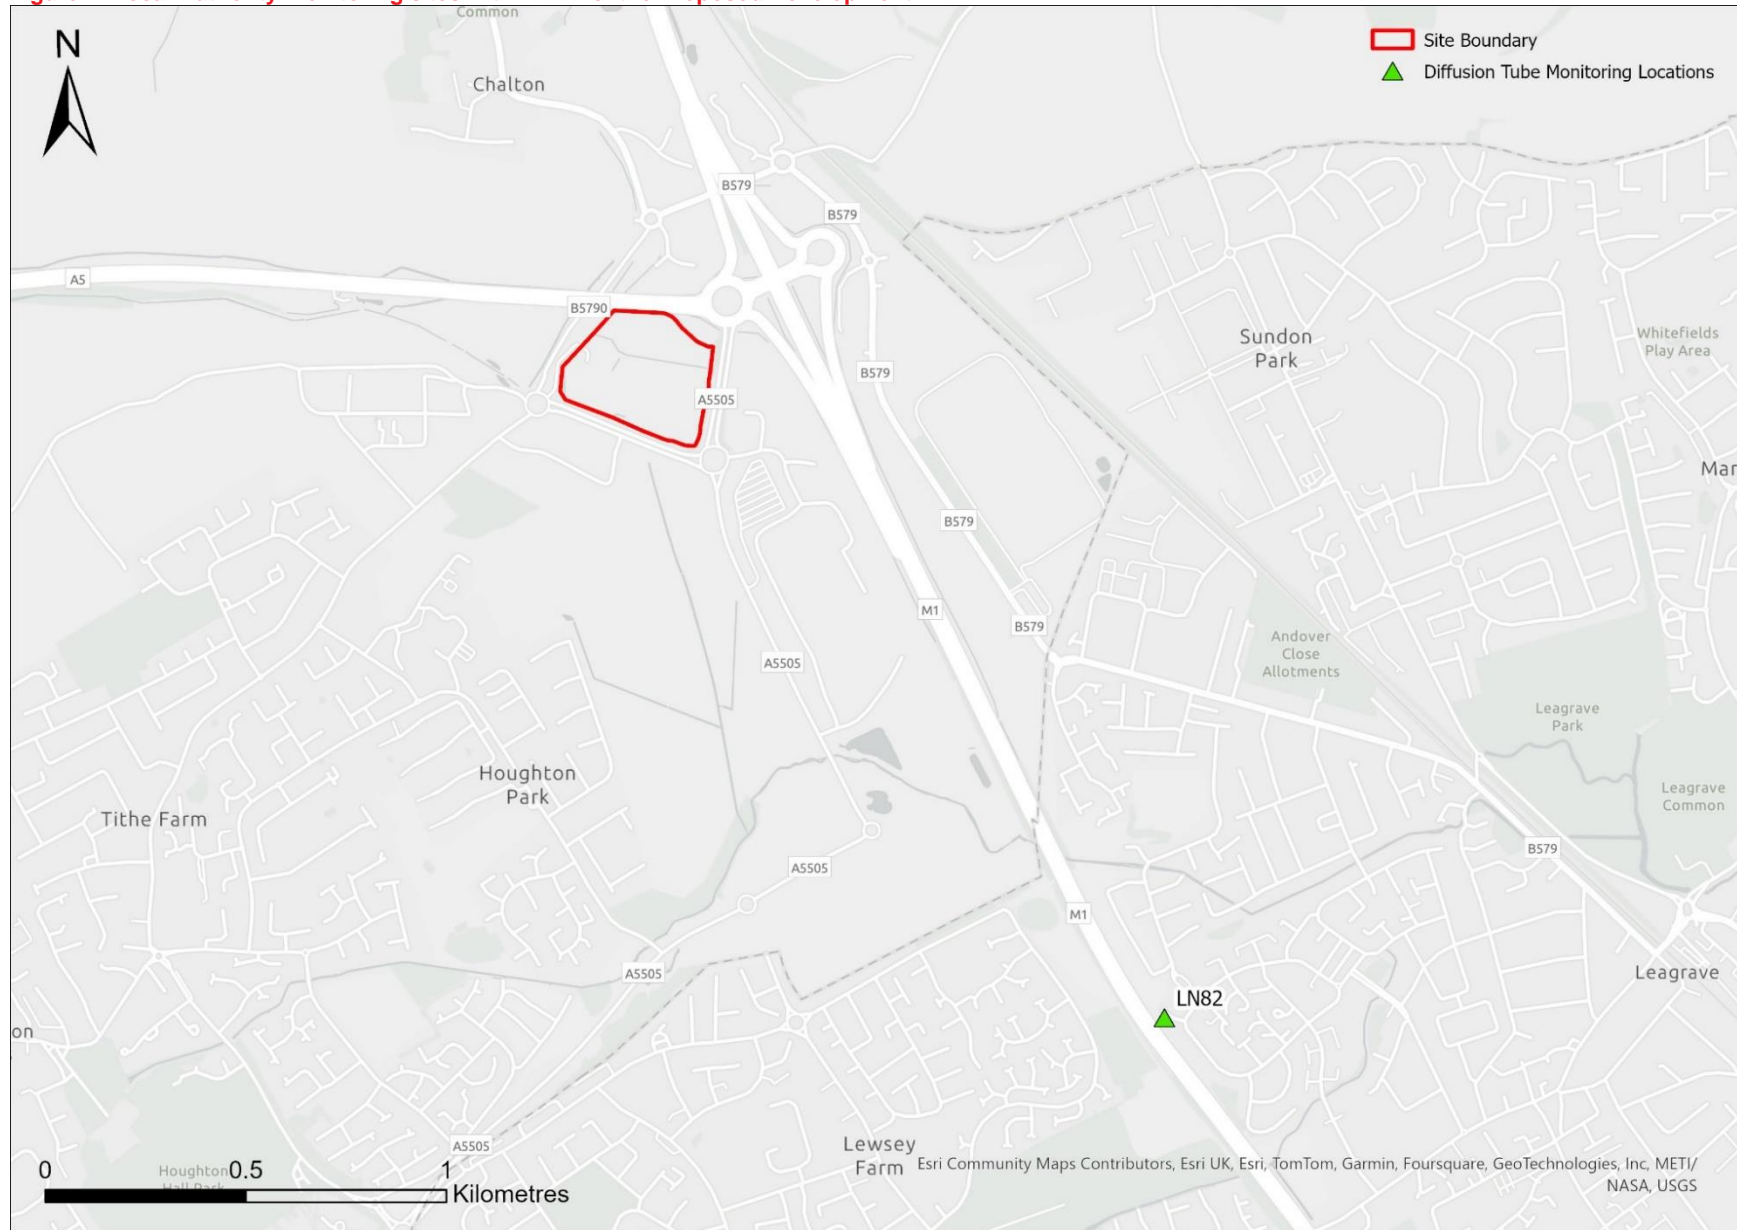 Common
N
Site Boundary
Diffusion Tube Monitoring Locations
Chalton
B579
B579
A5
B5790
Sundon
Park
Whitefields
Play Area
B579
A5505
Mar
B579
M1
B579
Andover
Close
Allotments
A5505
Leagrave
Park
Houghton
Park
Leagrave
Common
Tithe Farm
B579
A5505
M1
A5505
Leagrave
LN82
on
Lewsey
Farm
A5505
Houghton
Hall Park
0 0.5 1
Kilometres
Esri Community Maps Contributors, Esri UK, Esri, TomTom, Garmin, Foursquare, GeoTechnologies, Inc, METI/
NASA, USGS